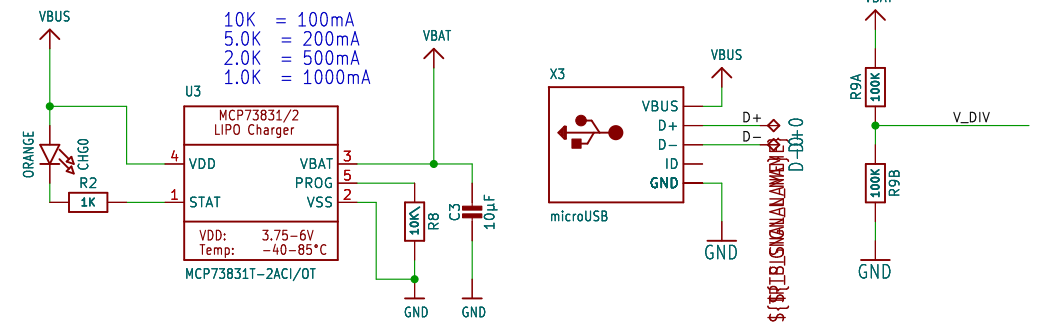 VBUS
10K = 100mA
5.0K = 200mA
2.0K = 500mA
1.0K = 1000mA
VBAT
U3
MCP73831/2
LIPO Charger
ORANGE
CHG0
4 VDD
VBAT 3
PROG 5
R2
1K
1 STAT
VSS 2
VDD: 3.75-6V
Temp: -40-85°C
MCP73831T-2ACI/OT
10K\
R8
C3
10µF
GND
GND
X3
VBUS
VBUS
D+
D-
ID
GND
D+
D-
microUSB
GND
R9A
100K
V_DIV
R9B
100K
GND